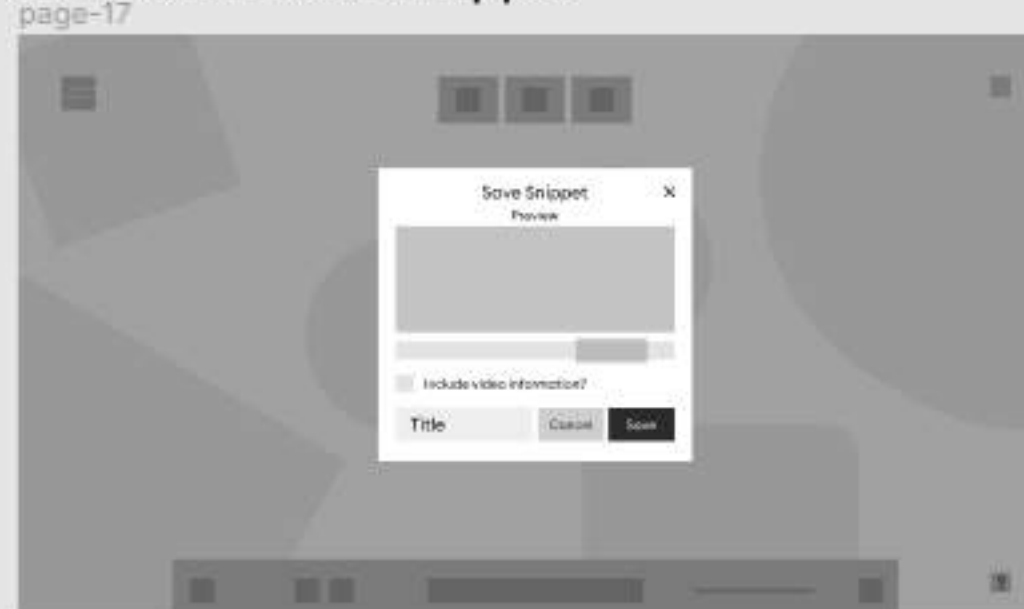 page-17
Save Snippet
Preview
Include video information?
Title
Cancel
Save